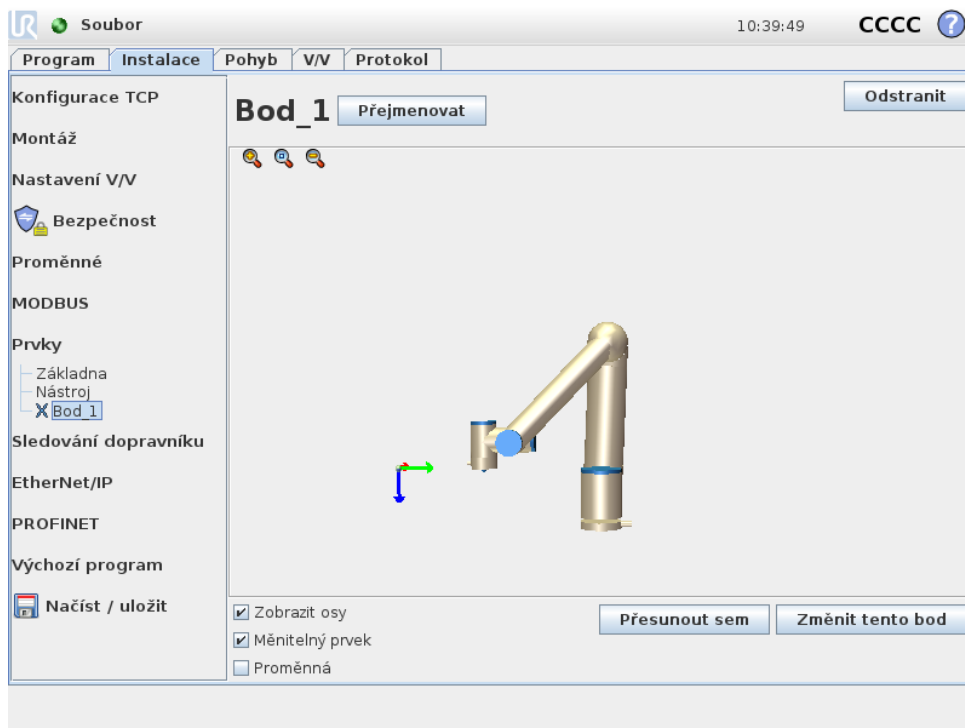 UR Soubor 10:39:49 CCCC ?
Program Instalace Pohyb V/V Protokol
Konfigurace TCP
Montáž
Nastavení V/V
Bezpečnost
Proměnné
MODBUS
Prvky
Základna
Nástroj
Bod_1
Sledování dopravníku
EtherNet/IP
PROFINET
Výchozí program
Načíst / uložit
Bod_1 Přejmenovat Odstranit
Zobrazit osy
Měnitelný prvek
Proměnná
Přesunout sem Změnit tento bod